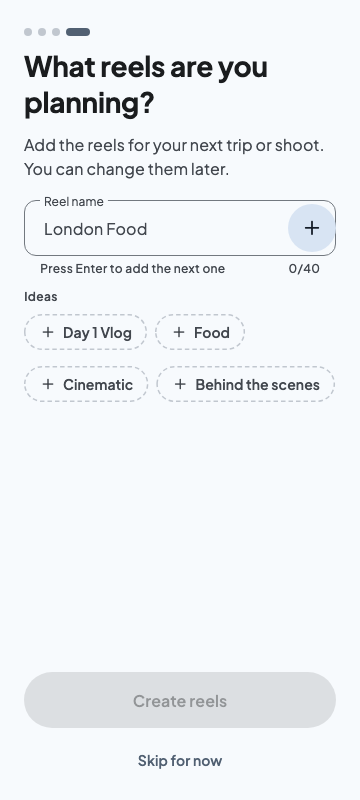 What reels are you
planning?
Add the reels for your next trip or shoot.
You can change them later.
Reel name
London Food
Press Enter to add the next one 0/40
Ideas
Day 1 Vlog Food
Cinematic Behind the scenes
Create reels
Skip for now